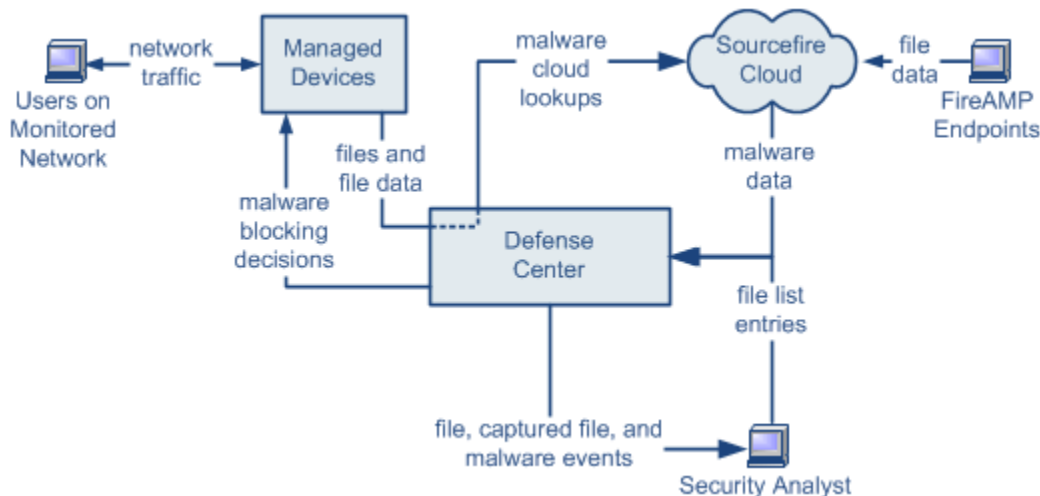 network
traffic
Users on
Monitored
Network
Managed
Devices
malware
cloud
lookups
Sourcefire
Cloud
file
data
FireAMP
Endpoints
files and
file data
malware
data
malware
blocking
decisions
Defense
Center
file list
entries
file, captured file, and
malware events
Security Analyst